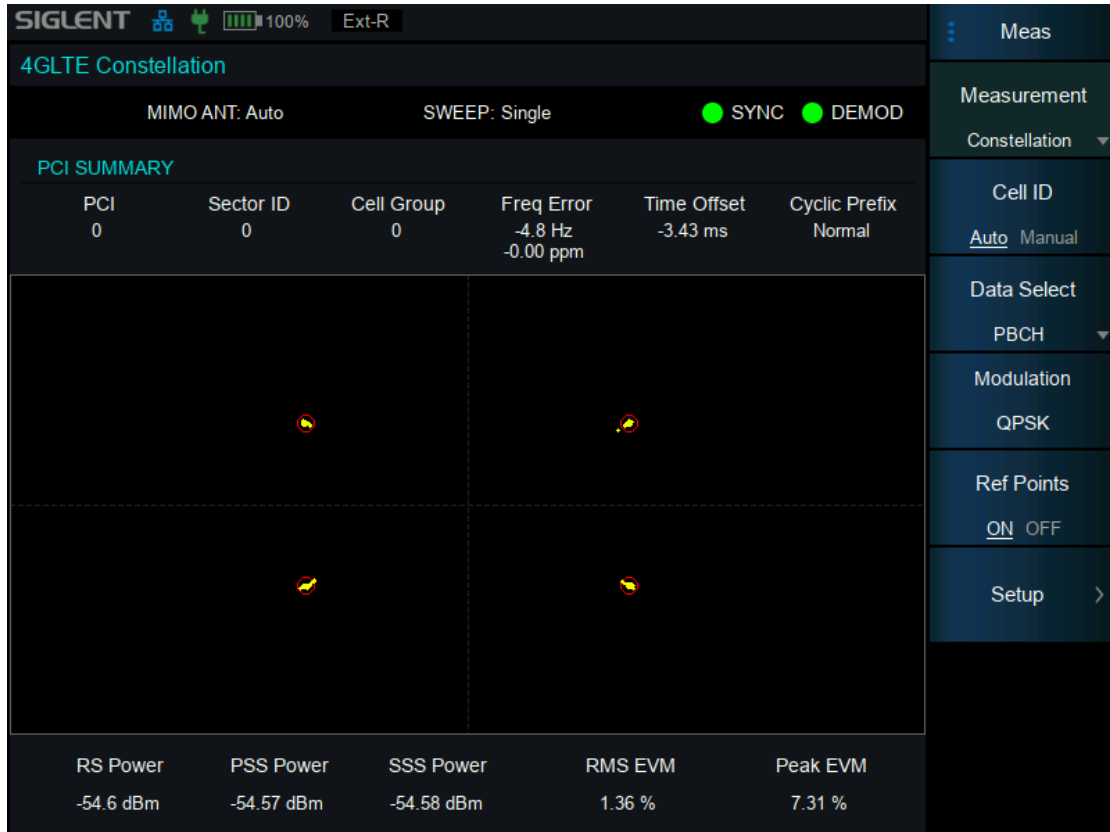 SIGLENT 100% Ext-R
4GLTE Constellation
MIMO ANT: Auto SWEEP: Single SYNC DEMOD
PCI SUMMARY
PCI Sector ID Cell Group Freq Error Time Offset Cyclic Prefix
0 0 0 -4.8 Hz -3.43 ms Normal
-0.00 ppm
RS Power PSS Power SSS Power RMS EVM Peak EVM
-54.6 dBm -54.57 dBm -54.58 dBm 1.36 % 7.31 %
Meas
Measurement
Constellation
Cell ID
Auto Manual
Data Select
PBCH
Modulation
QPSK
Ref Points
ON OFF
Setup